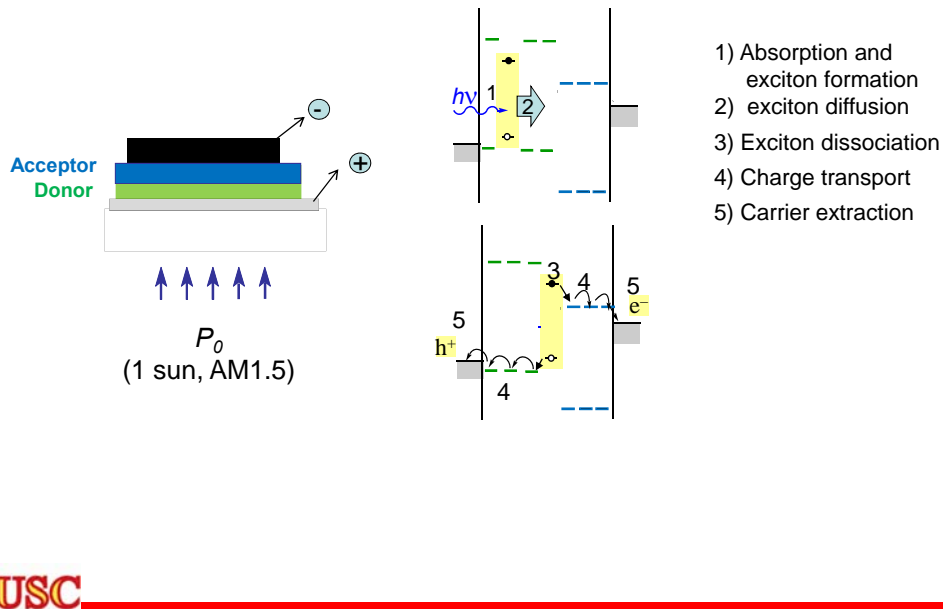 Acceptor
Donor
-
+
P0
(1 sun, AM1.5)
hν
1
2
3
4
5
e–
5
h+
4
1) Absorption and
exciton formation
2) exciton diffusion
3) Exciton dissociation
4) Charge transport
5) Carrier extraction
USC